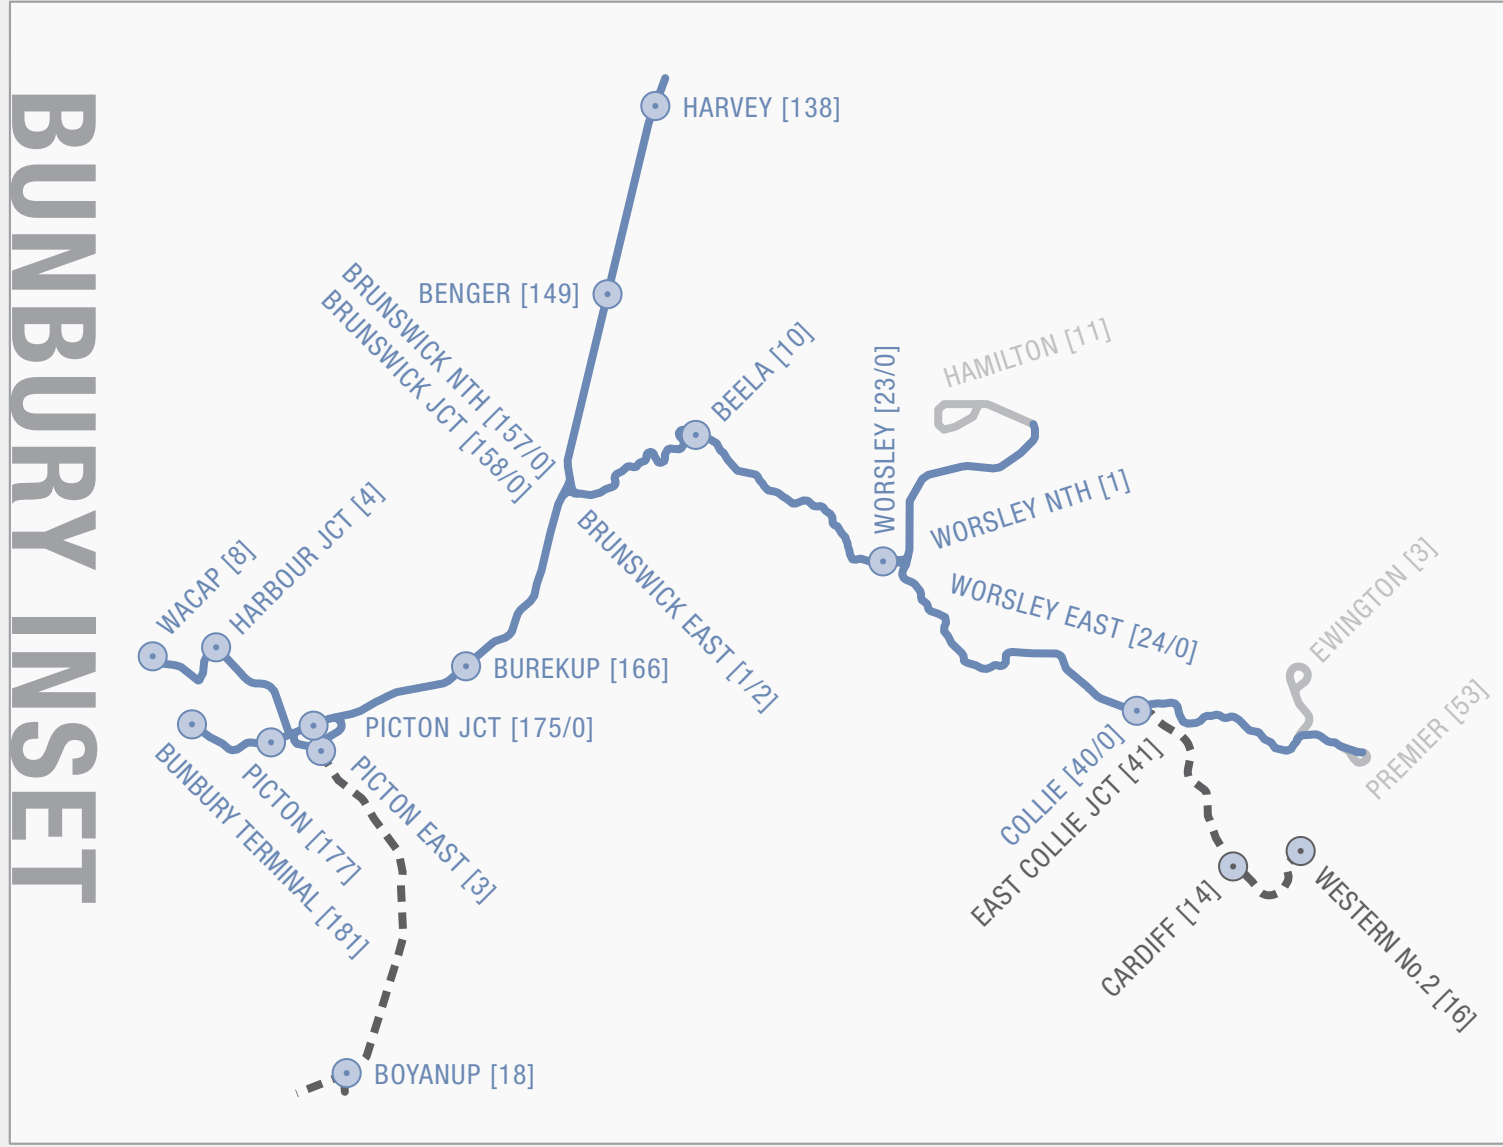 BUNBURY INSET
HARVEY [138]
BENGER [149]
BRUNSWICK NTH [157/0]
BRUNSWICK JCT [158/0]
BEELA [10]
WORSLEY [23/0]
HAMILTON [11]
WORSLEY NTH [1]
WORSLEY EAST [24/0]
BRUNSWICK EAST [1/2]
HARBOUR JCT [4]
WACAP [8]
BUREKUP [166]
PICTON JCT [175/0]
PICTON EAST [3]
PICTON [177]
BUNBURY TERMINAL [181]
EWINGTON [3]
PREMIER [53]
COLLIE [40/0]
EAST COLLIE JCT [41]
CARDIFF [14]
WESTERN No.2 [16]
BOYANUP [18]